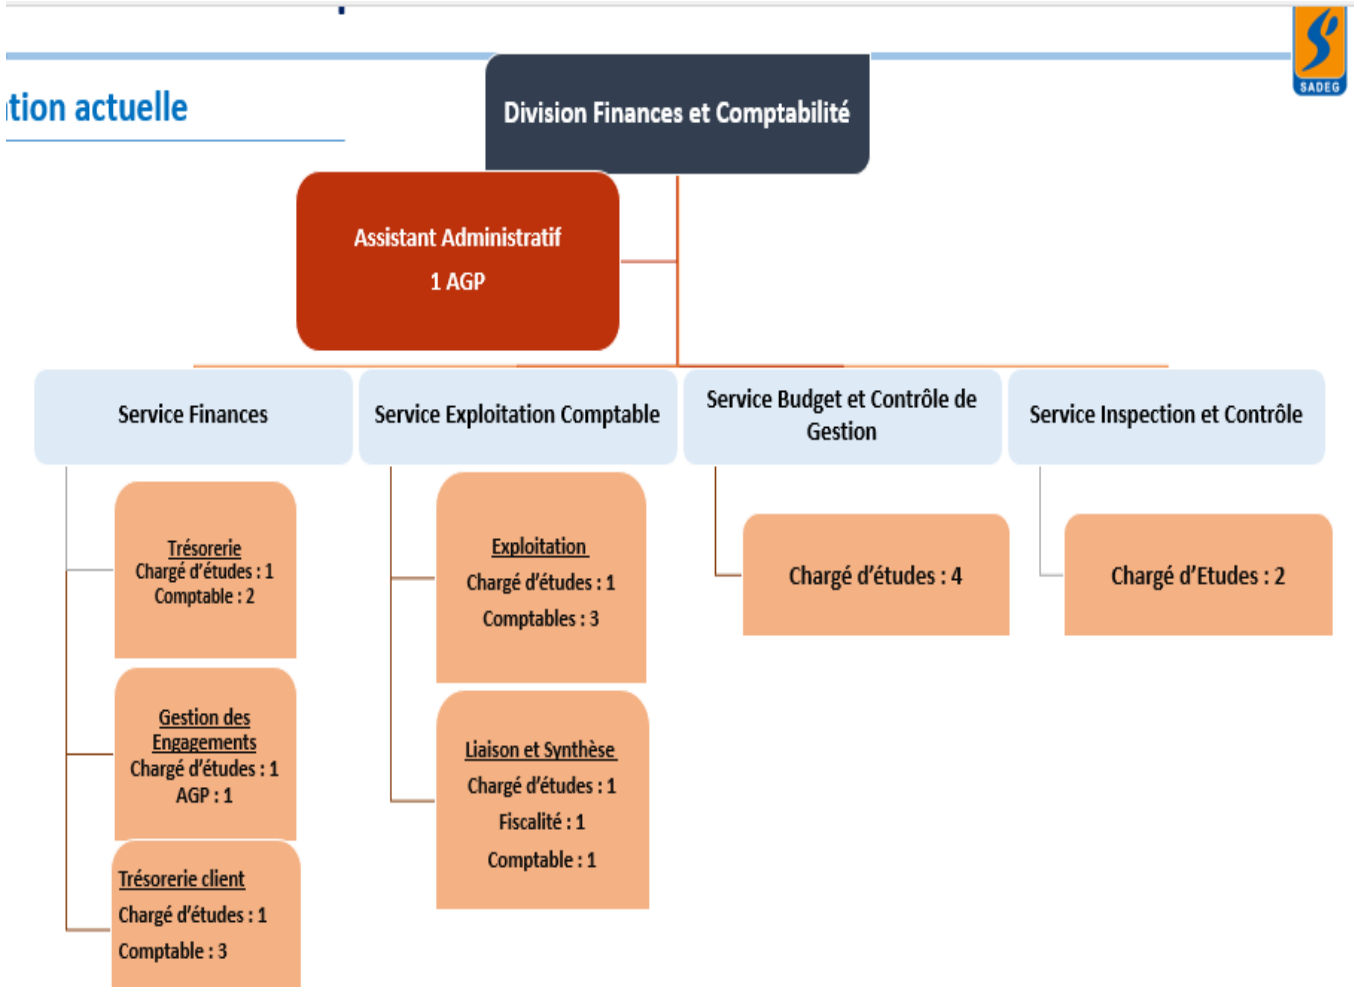 tion actuelle
SADEG
Division Finances et Comptabilité
Assistant Administratif
1 AGP
Service Finances
Trésorerie
Chargé d'études : 1
Comptable : 2
Gestion des
Engagements
Chargé d'études : 1
AGP : 1
Trésorerie client
Chargé d'études : 1
Comptable : 3
Service Exploitation Comptable
Exploitation
Chargé d'études : 1
Comptables : 3
Liaison et Synthèse
Chargé d'études : 1
Fiscalité : 1
Comptable : 1
Service Budget et Contrôle de
Gestion
Chargé d'études : 4
Service Inspection et Contrôle
Chargé d'Etudes : 2